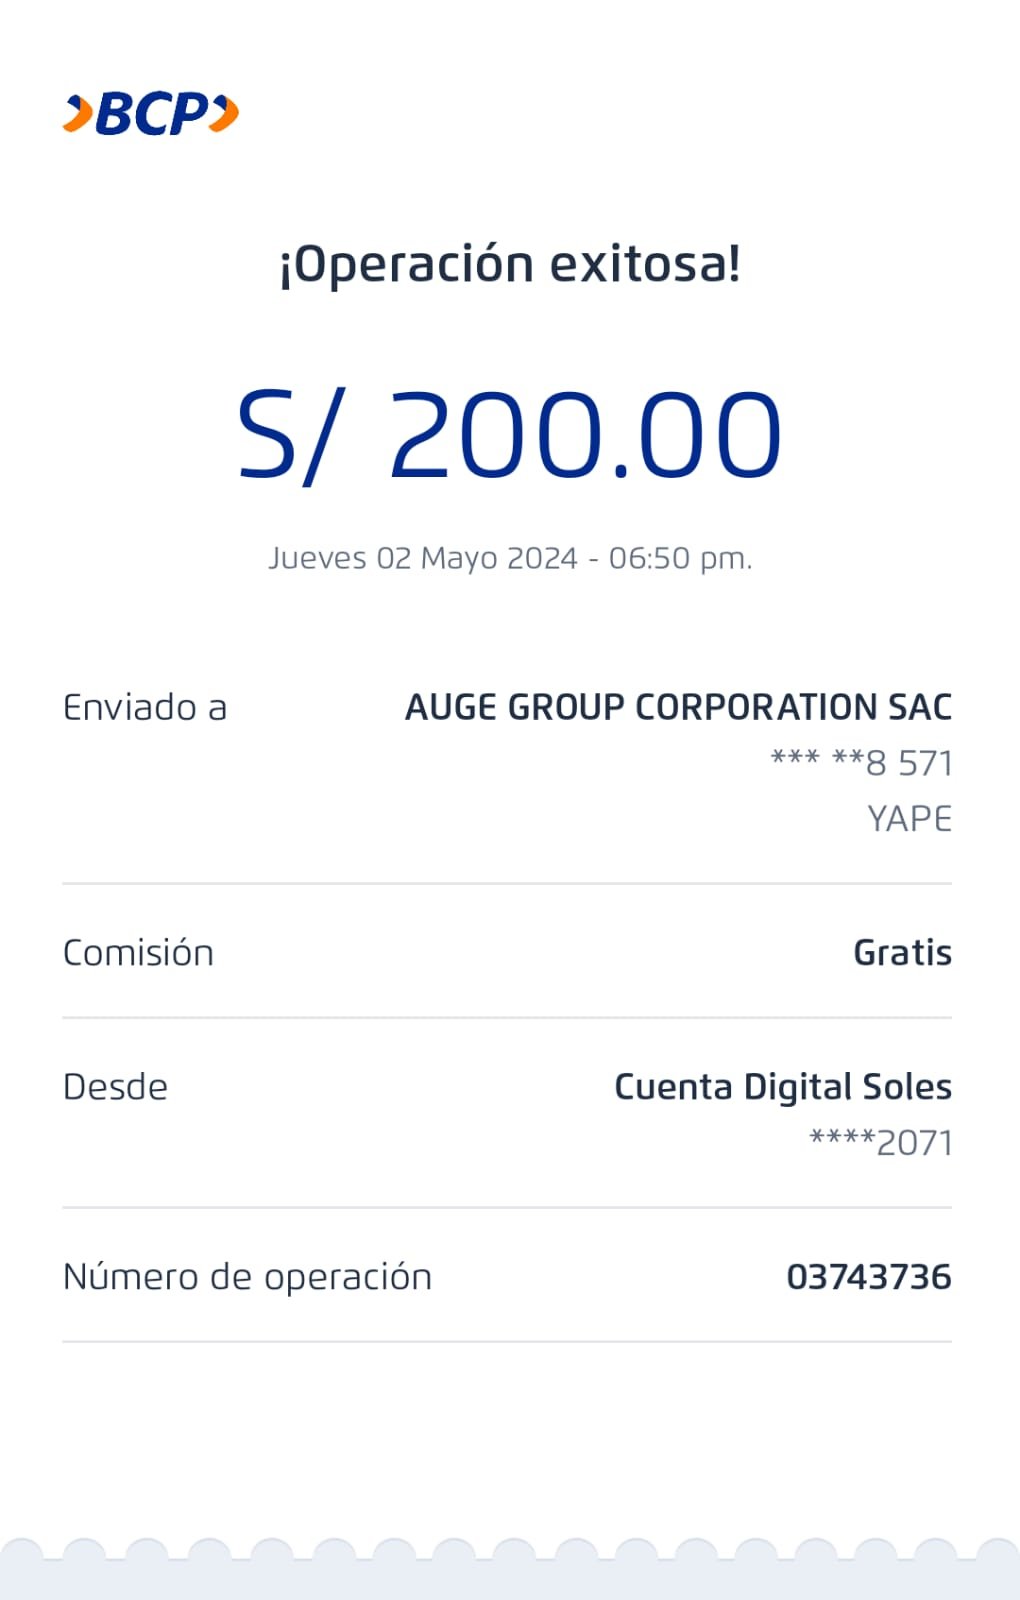 BCP
¡Operación exitosa!
S/ 200.00
Jueves 02 Mayo 2024 - 06:50 pm.
Enviado a AUGE GROUP CORPORATION SAC
*** **8 571
YAPE
Comisión Gratis
Desde Cuenta Digital Soles
****2071
Número de operación 03743736